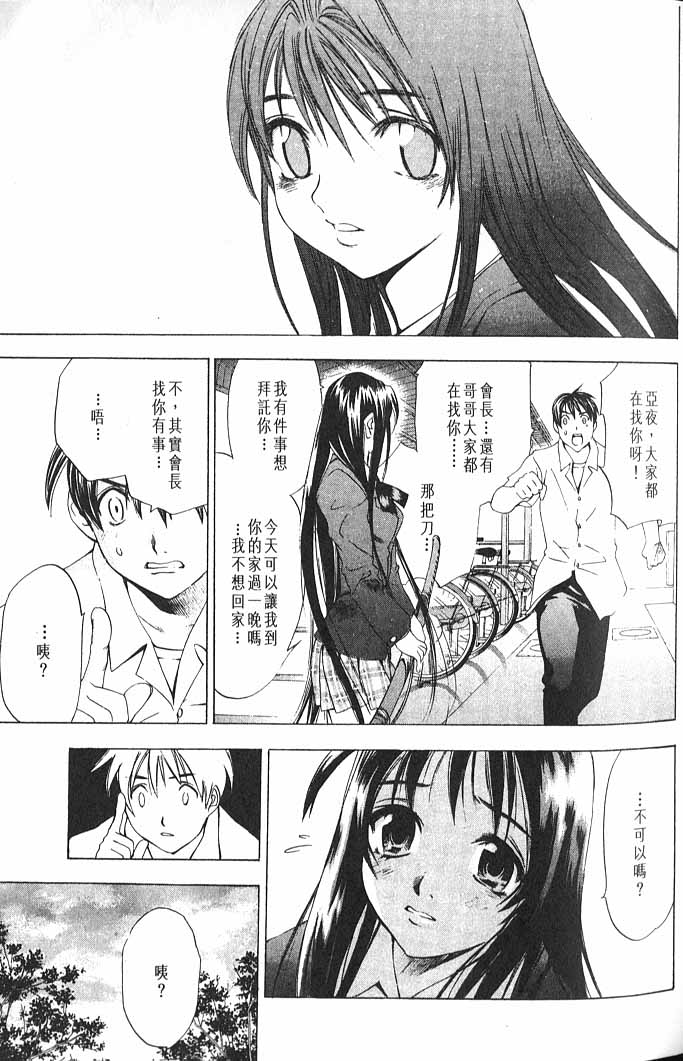 亞夜，大家都
在找你呀！
會長…還有
哥哥大家都
在找你…
那把刀…
我有件事想
拜託你…
今天可以讓我到
你的家過一晚嗎
…我不想回家…
不，其實會長
找你有事…
…唔…
…咦？
…不可以嗎？
咦？